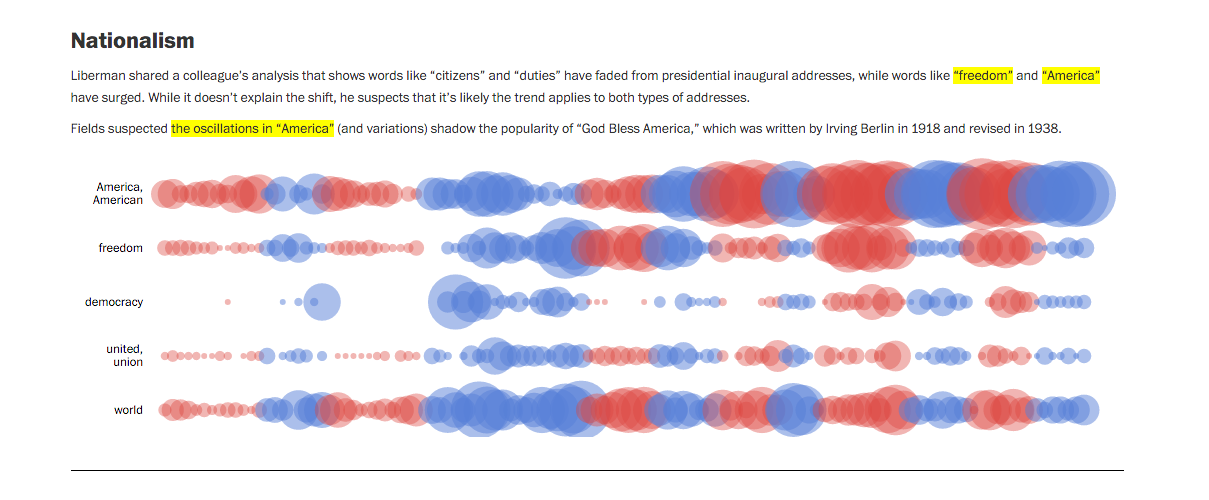 Nationalism
Liberman shared a colleague's analysis that shows words like “citizens” and “duties” have faded from presidential inaugural addresses, while words like “freedom” and “America”
have surged. While it doesn't explain the shift, he suspects that it's likely the trend applies to both types of addresses.
Fields suspected the oscillations in “America” (and variations) shadow the popularity of “God Bless America,” which was written by Irving Berlin in 1918 and revised in 1938.
America,
American
freedom
democracy
united,
union
world